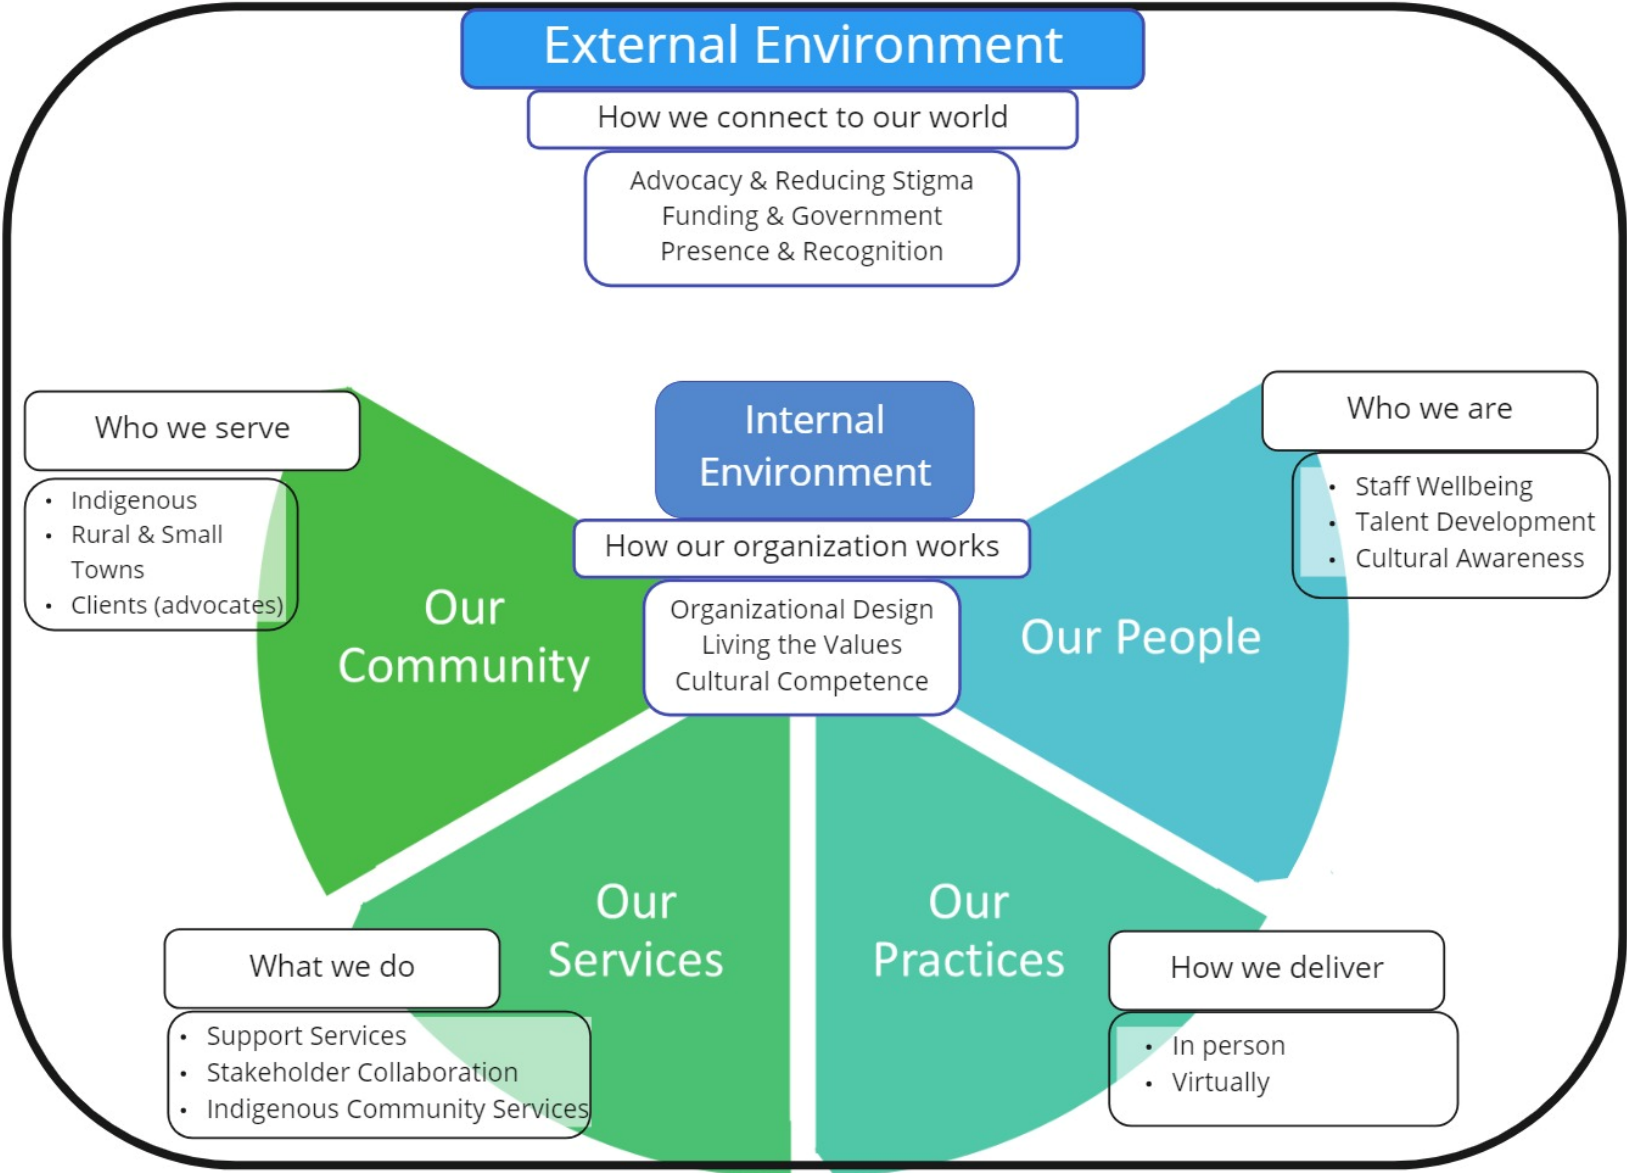 External Environment
How we connect to our world
Advocacy & Reducing Stigma
Funding & Government
Presence & Recognition
Who we serve
• Indigenous
• Rural & Small
Towns
• Clients (advocates)
Our
Community
Internal
Environment
How our organization works
Organizational Design
Living the Values
Cultural Competence
Who we are
• Staff Wellbeing
• Talent Development
• Cultural Awareness
Our People
What we do
• Support Services
• Stakeholder Collaboration
• Indigenous Community Services
Our
Services
Our
Practices
How we deliver
• In person
• Virtually